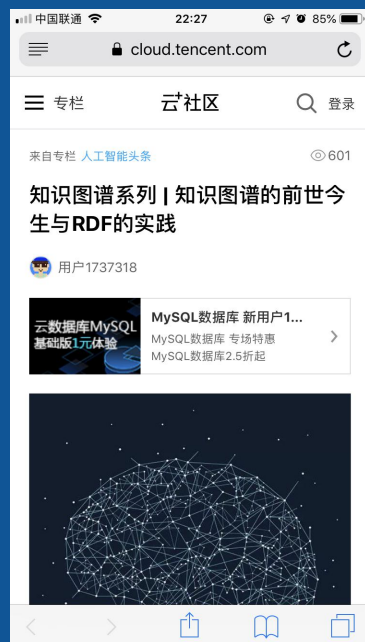 中国联通 22:27 85%
cloud.tencent.com
专栏 云+社区 登录
来自专栏 人工智能头条 601
知识图谱系列 | 知识图谱的前世今
生与RDF的实践
用户1737318
云数据库MySQL
基础版1元体验
MySQL数据库 新用户1...
MySQL数据库 专场特惠
MySQL数据库2.5折起